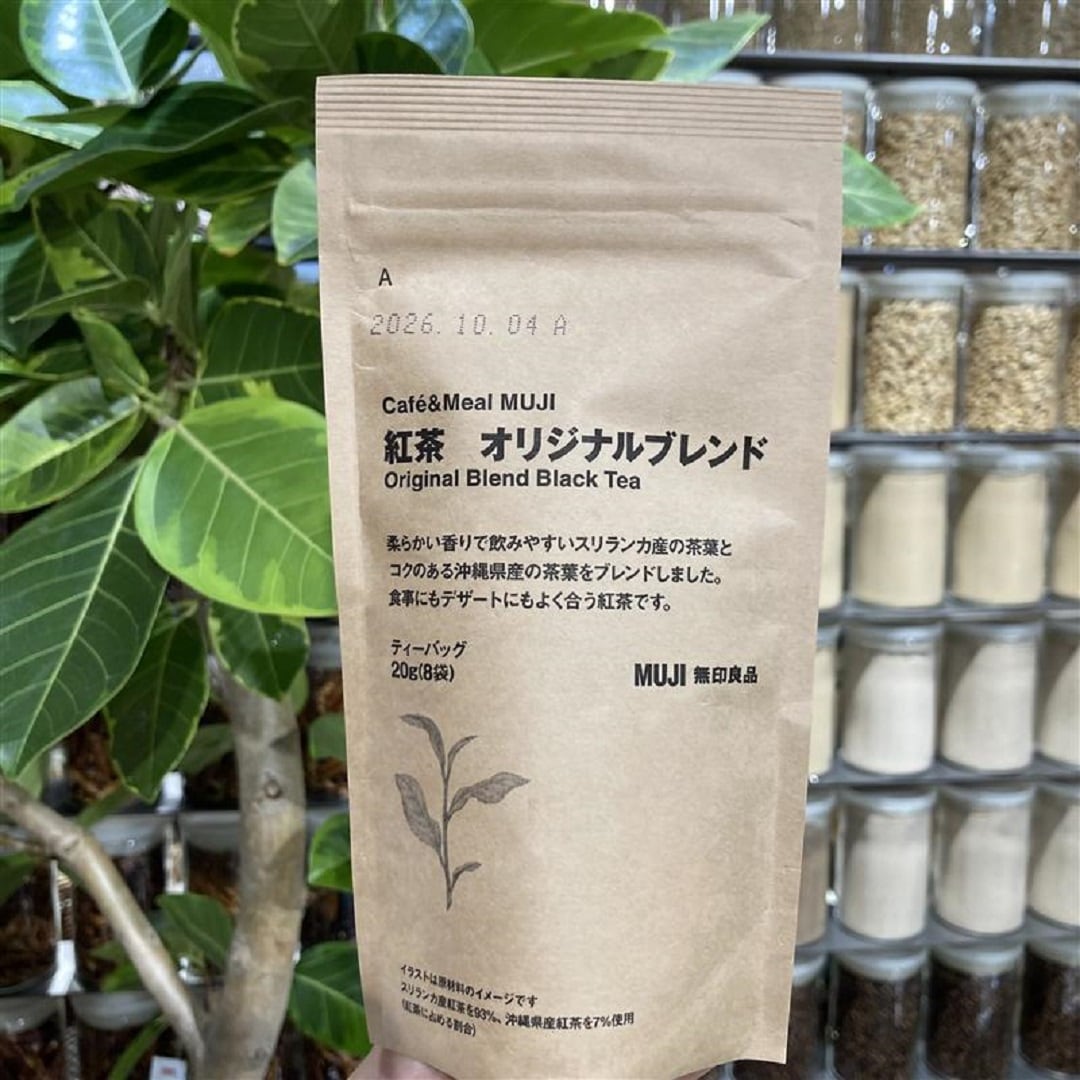 A
2026.10.04 A
Café&Meal MUJI
紅茶 オリジナルブレンド
Original Blend Black Tea
柔らかい香りで飲みやすいスリランカ産の茶葉と
コクのある沖縄県産の茶葉をブレンドしました。
食事にもデザートにもよく合う紅茶です。
ティーバッグ
20g(8袋)
MUJI 無印良品
イラストは原材料のイメージです
スリランカ産紅茶を93%、沖縄県産紅茶を7%使用
(紅茶に占める割合)